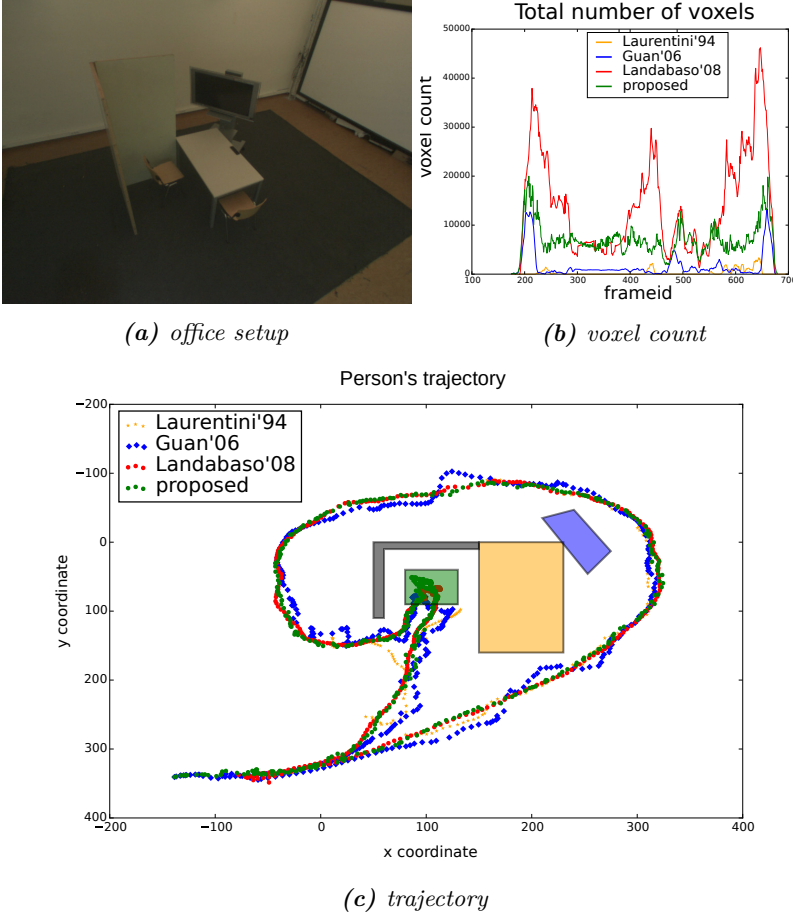 Total number of voxels
Laurentini'94
Guan'06
Landabaso'08
proposed
voxel count
50000
40000
30000
20000
10000
0
100 200 300 400 500 600 700
frameid
(a) office setup
(b) voxel count
Person's trajectory
Laurentini'94
Guan'06
Landabaso'08
proposed
y coordinate
−200
−100
0
100
200
300
400
−200 −100 0 100 200 300 400
x coordinate
(c) trajectory